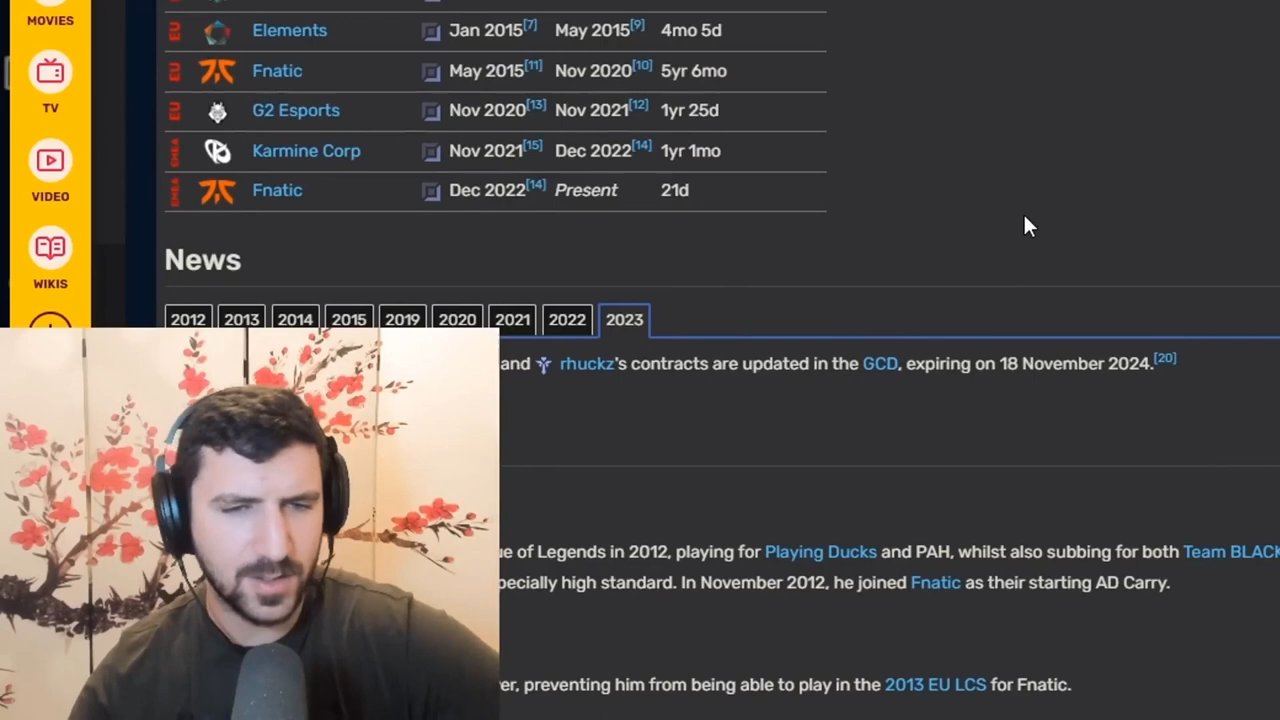 MOVIES
TV
VIDEO
WIKIS
EU Elements Jan 2015[7] May 2015[9] 4mo 5d
EU Fnatic May 2015[11] Nov 2020[10] 5yr 6mo
EU G2 Esports Nov 2020[13] Nov 2021[12] 1yr 25d
EMEA Karmine Corp Nov 2021[15] Dec 2022[14] 1yr 1mo
EMEA Fnatic Dec 2022[14] Present 21d
News
2012 2013 2014 2015 2019 2020 2021 2022 2023
and rhuckz's contracts are updated in the GCD, expiring on 18 November 2024.[20]
of Legends in 2012, playing for Playing Ducks and PAH, whilst also subbing for both Team BLACK
high standard. In November 2012, he joined Fnatic as their starting AD Carry.
preventing him from being able to play in the 2013 EU LCS for Fnatic.